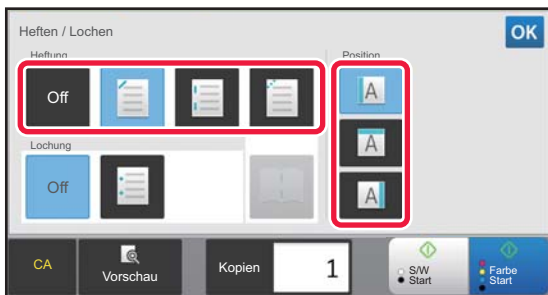 Heften / Lochen
OK
Heftung
Position
Off
A
A
A
Lochung
Off
CA
Vorschau
Kopien
1
S/W
Start
Farbe
Start